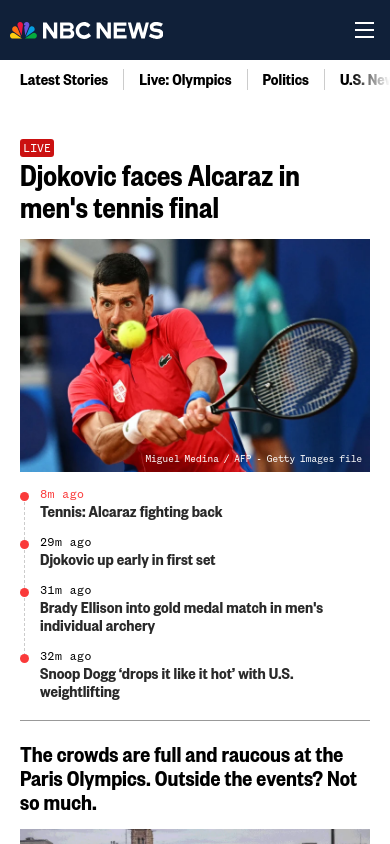 NBC NEWS
Latest Stories
Live: Olympics
Politics
U.S. New
LIVE
Djokovic faces Alcaraz in
men's tennis final
Miguel Medina / AFP - Getty Images file
8m ago
Tennis: Alcaraz fighting back
29m ago
Djokovic up early in first set
31m ago
Brady Ellison into gold medal match in men's
individual archery
32m ago
Snoop Dogg ‘drops it like it hot’ with U.S.
weightlifting
The crowds are full and raucous at the
Paris Olympics. Outside the events? Not
so much.